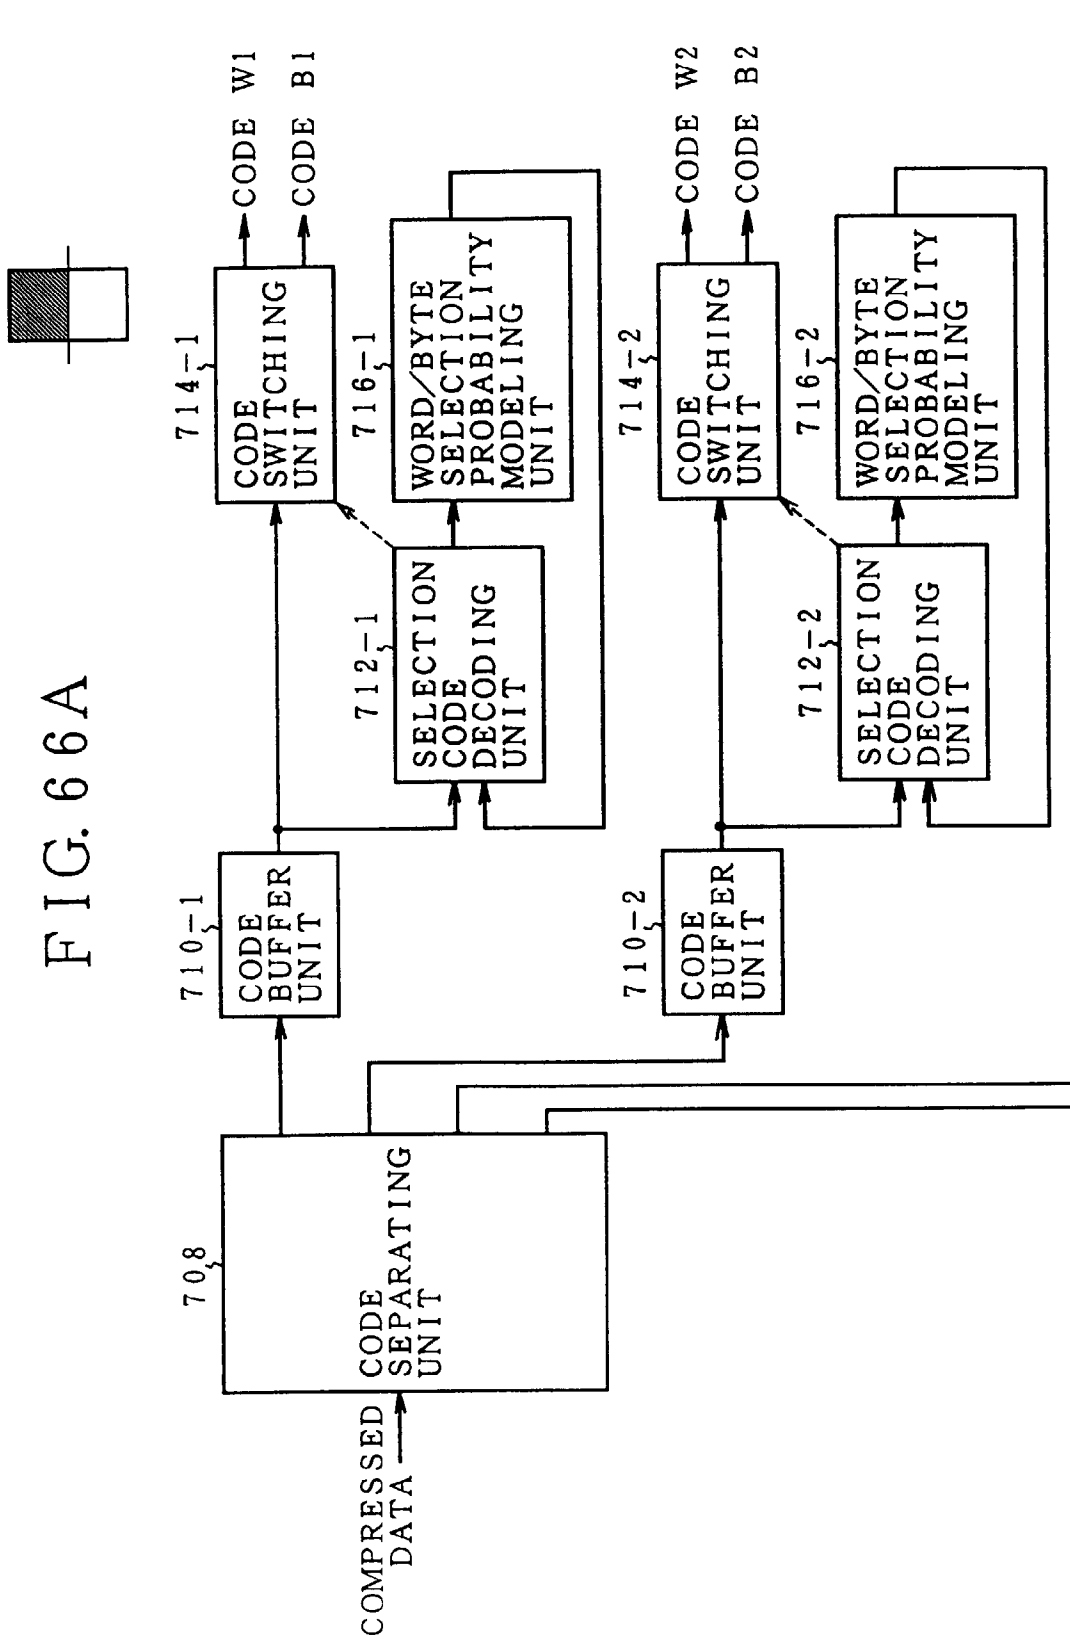 FIG. 66A
COMPRESSED
DATA
708
CODE
SEPARATING
UNIT
710-1
CODE
BUFFER
UNIT
712-1
SELECTION
CODE
DECODING
UNIT
714-1
CODE
SWITCHING
UNIT
CODE W1
CODE B1
716-1
WORD/BYTE
SELECTION
PROBABILITY
MODELING
UNIT
710-2
CODE
BUFFER
UNIT
712-2
SELECTION
CODE
DECODING
UNIT
714-2
CODE
SWITCHING
UNIT
CODE W2
CODE B2
716-2
WORD/BYTE
SELECTION
PROBABILITY
MODELING
UNIT